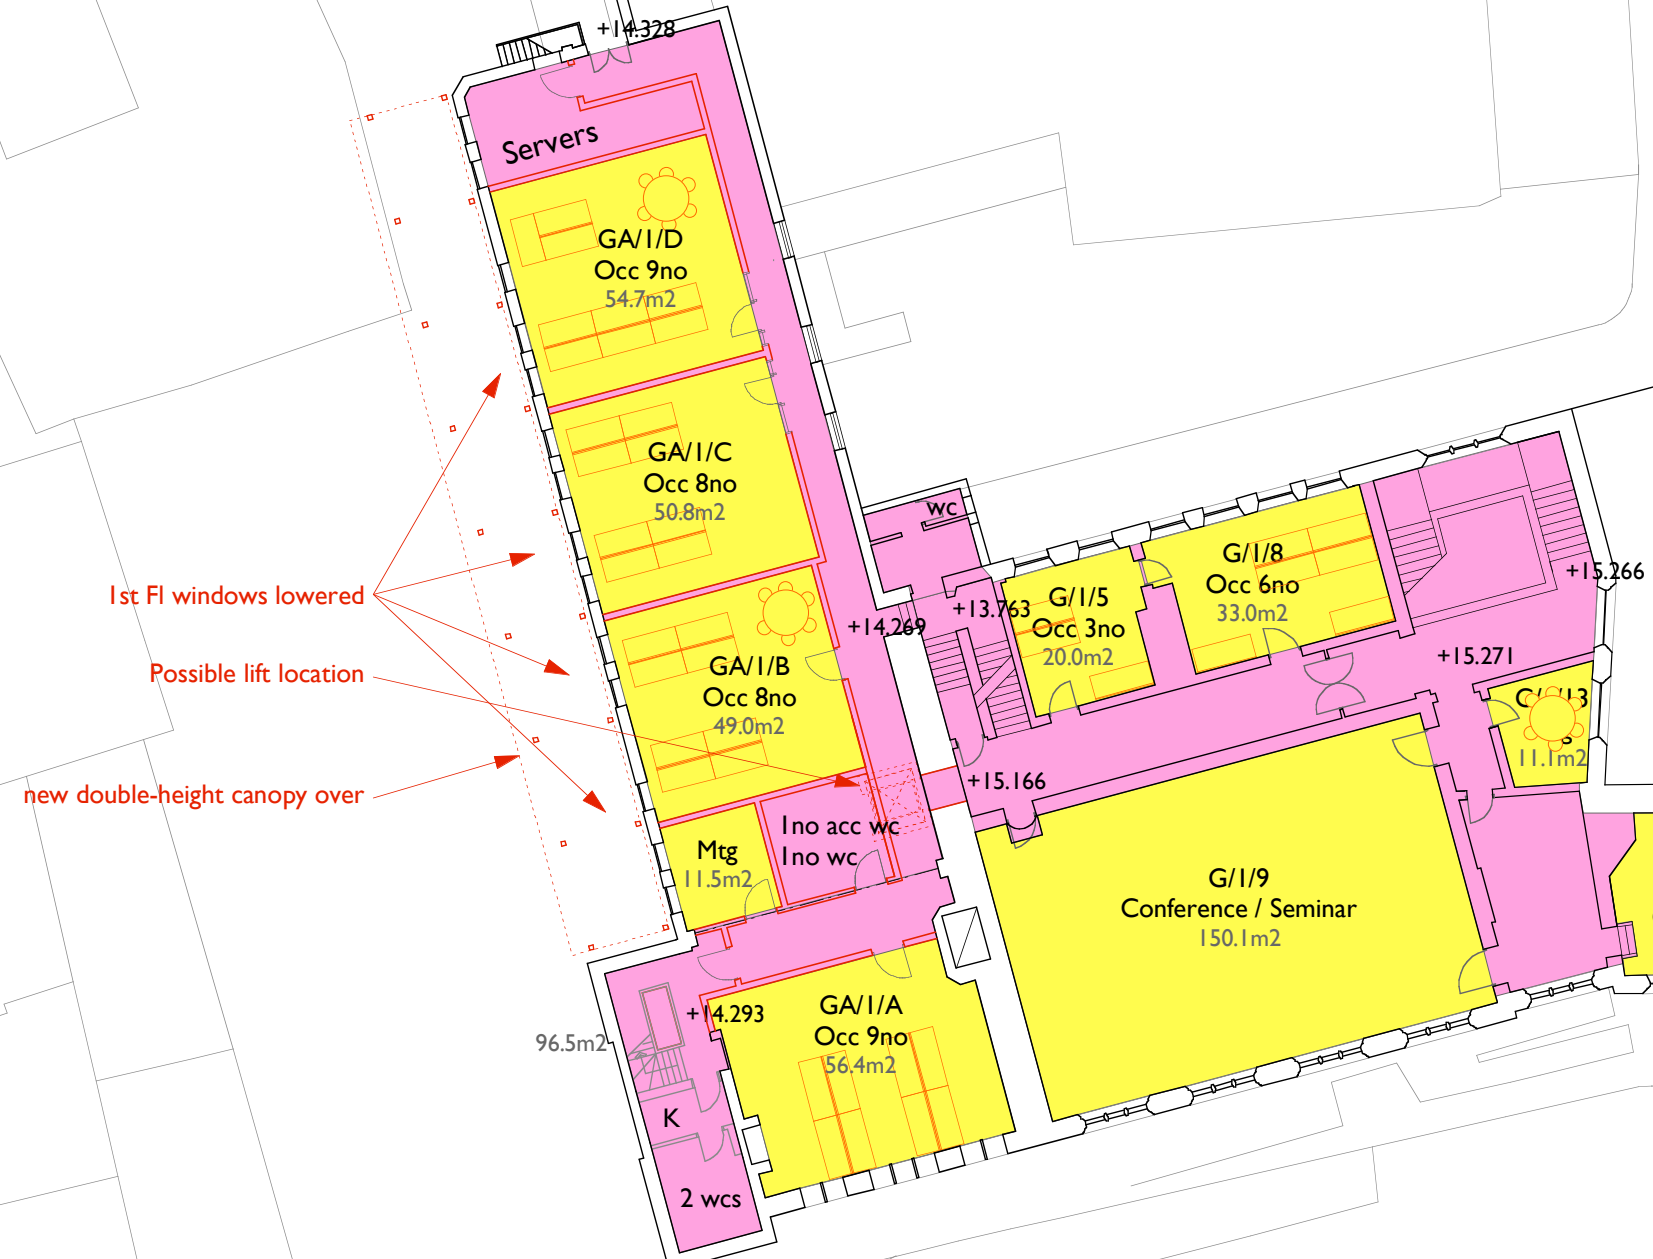 +14.328
Servers
GA/1/D
Occ 9no
54.7m2
GA/1/C
Occ 8no
50.8m2
wc
G/1/8
Occ 6no
33.0m2
+15.266
1st Fl windows lowered
+13.763
G/1/5
Occ 3no
20.0m2
+14.269
+15.271
Possible lift location
GA/1/B
Occ 8no
49.0m2
11.1m2
new double-height canopy over
+15.166
1no acc wc
1no wc
Mtg
11.5m2
G/1/9
Conference / Seminar
150.1m2
GA/1/A
Occ 9no
56.4m2
+14.293
96.5m2
K
2 wcs